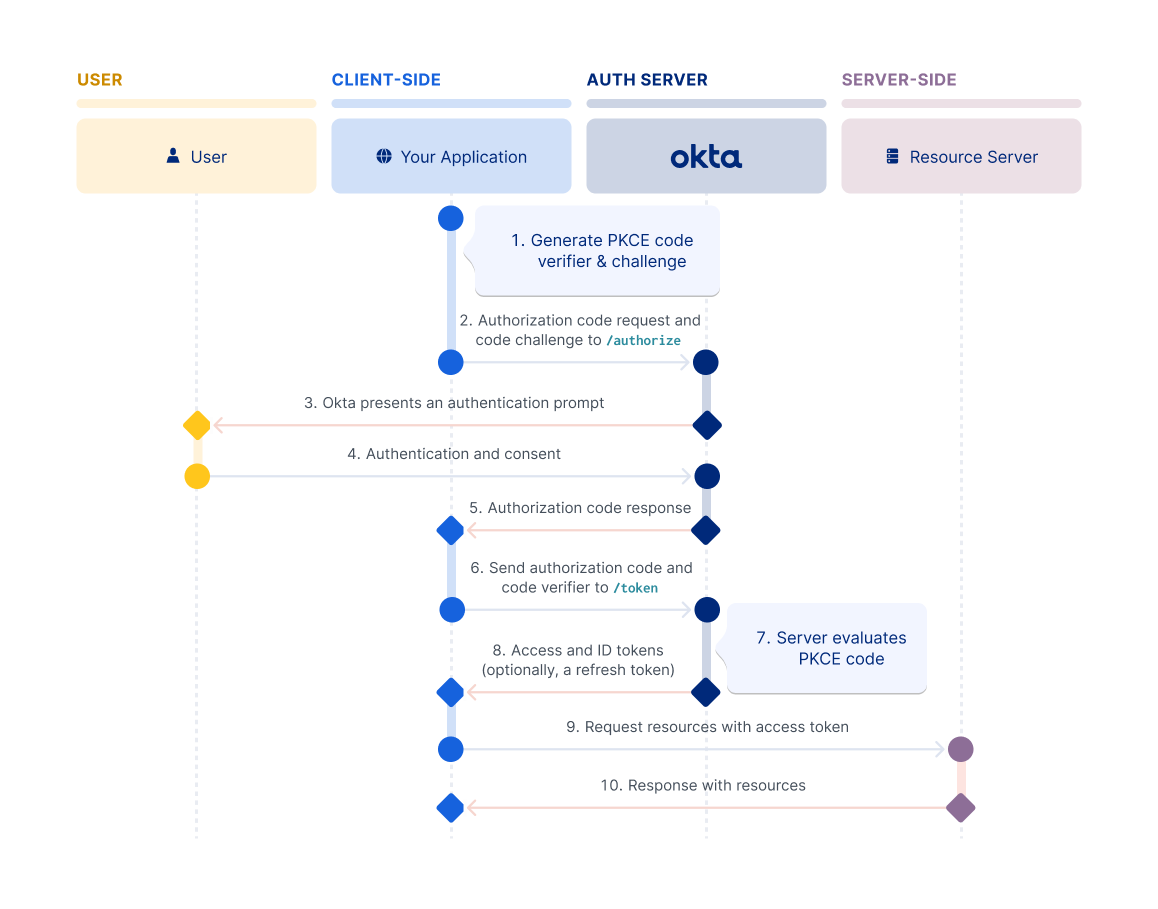 USER
CLIENT-SIDE
AUTH SERVER
SERVER-SIDE
User
Your Application
okta
Resource Server
1. Generate PKCE code
verifier & challenge
2. Authorization code request and
code challenge to /authorize
3. Okta presents an authentication prompt
4. Authentication and consent
5. Authorization code response
6. Send authorization code and
code verifier to /token
7. Server evaluates
PKCE code
8. Access and ID tokens
(optionally, a refresh token)
9. Request resources with access token
10. Response with resources